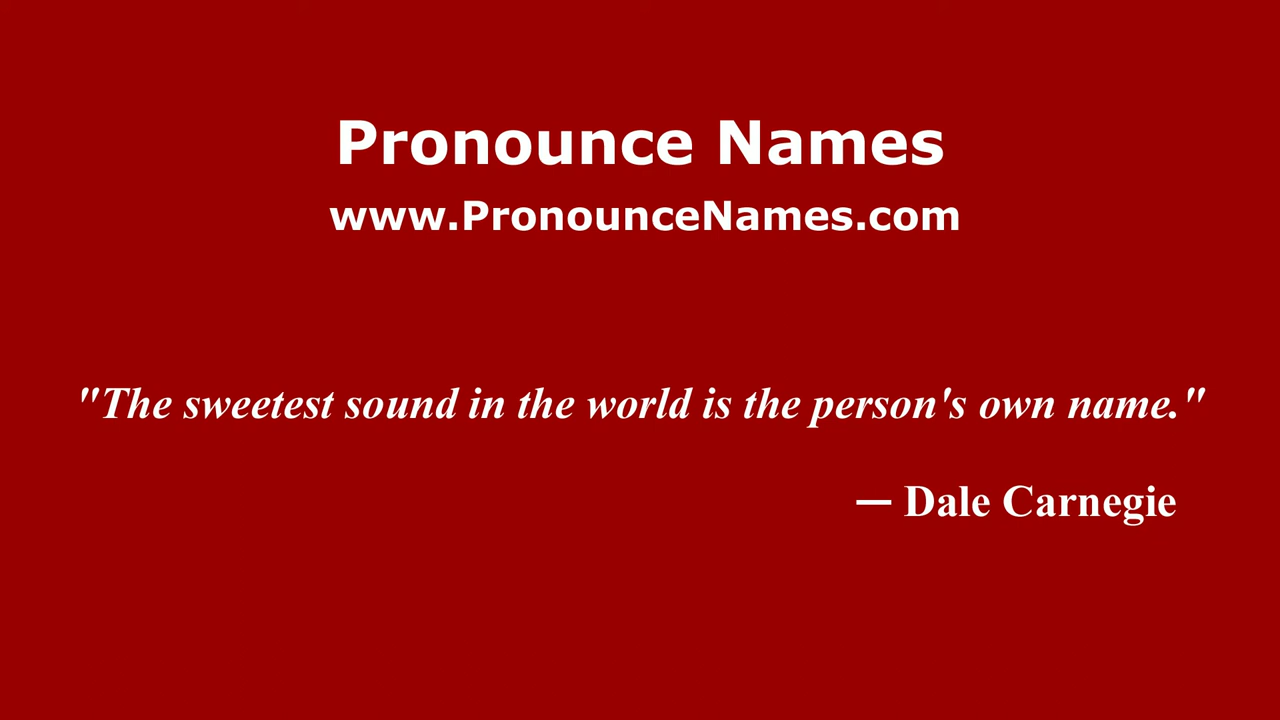 Pronounce Names
www.PronounceNames.com
"The sweetest sound in the world is the person's own name."
— Dale Carnegie